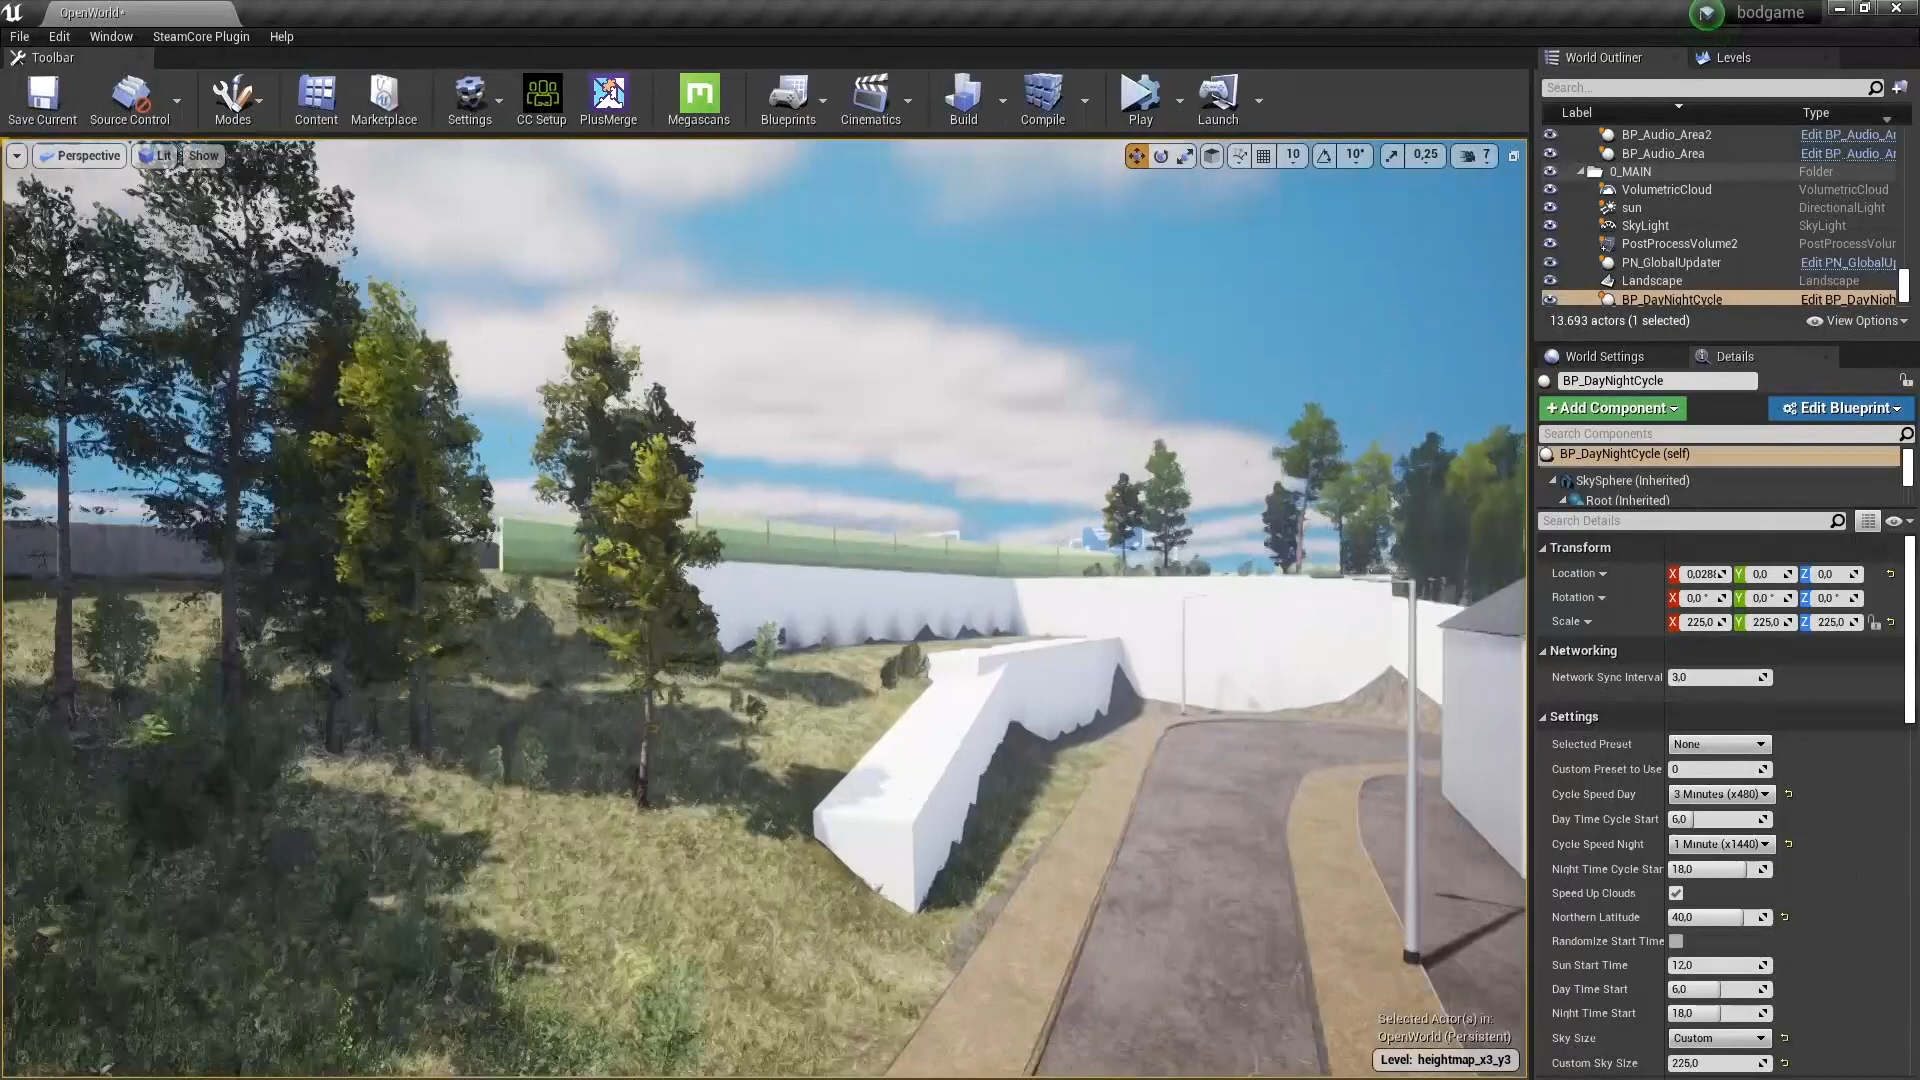 OpenWorld*
bodgame
File Edit Window SteamCore Plugin Help
Toolbar
World Outliner
Levels
Save Current
Source Control
Modes
Content
Marketplace
Settings
CC Setup
PlusMerge
Megascans
Blueprints
Cinematics
Build
Compile
Play
Launch
Search...
Label
Type
BP_Audio_Area2 Edit BP_Audio_Ar
BP_Audio_Area Edit BP_Audio_Ar
0_MAIN Folder
VolumetricCloud VolumetricCloud
sun DirectionalLight
SkyLight SkyLight
PostProcessVolume2 PostProcessVolur
PN_GlobalUpdater Edit PN_GlobalU
Landscape Landscape
BP_DayNightCycle Edit BP_DayNigh
13.693 actors (1 selected)
View Options
Perspective
Lit
Show
10
10°
0,25
7
World Settings
Details
BP_DayNightCycle
+Add Component
Edit Blueprint
Search Components
BP_DayNightCycle (self)
SkySphere (Inherited)
Root (Inherited)
Search Details
Transform
Location X 0,028 Y 0,0 Z 0,0
Rotation X 0,0 ° Y 0,0 ° Z 0,0 °
Scale X 225,0 Y 225,0 Z 225,0
Networking
Network Sync Interval 3,0
Settings
Selected Preset None
Custom Preset to Use 0
Cycle Speed Day 3 Minutes (x480)
Day Time Cycle Start 6,0
Cycle Speed Night 1 Minute (x1440)
Night Time Cycle Star 18,0
Speed Up Clouds
Northern Latitude 40,0
Randomize Start Time
Sun Start Time 12,0
Day Time Start 6,0
Night Time Start 18,0
Sky Size Custom
Custom Sky Size 225,0
Selected Actor(s) in:
OpenWorld (Persistent)
Level: heightmap_x3_y3